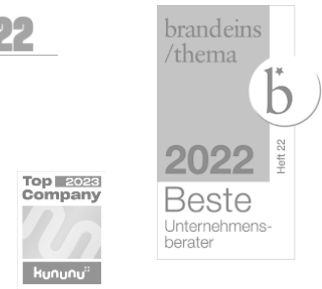 22
brandeins
/thema
b
2022
Heft 22
Beste
Unternehmens-
berater
Top 2023
Company
kununu